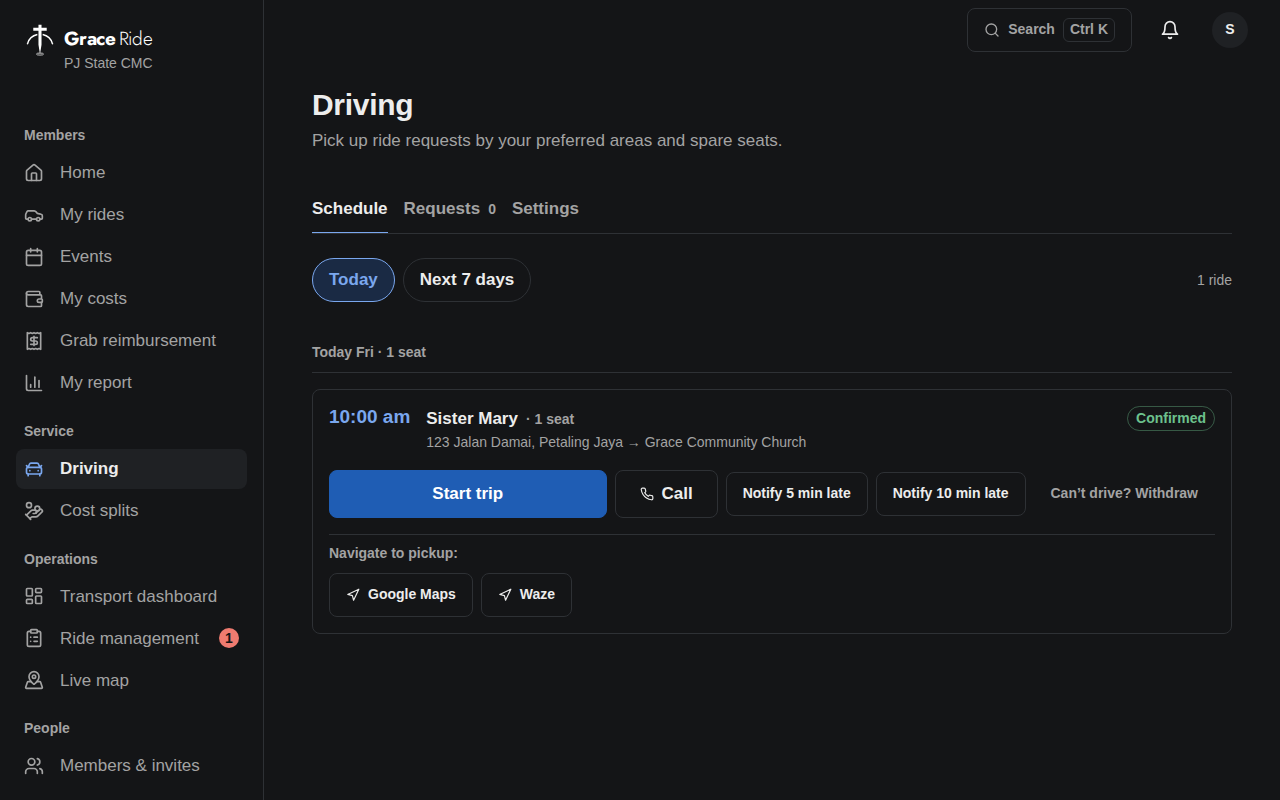 Grace Ride
PJ State CMC
Search Ctrl K
S
Members
Home
My rides
Events
My costs
Grab reimbursement
My report
Service
Driving
Cost splits
Operations
Transport dashboard
Ride management 1
Live map
People
Members & invites
Driving
Pick up ride requests by your preferred areas and spare seats.
Schedule Requests 0 Settings
Today Next 7 days 1 ride
Today Fri · 1 seat
10:00 am Sister Mary · 1 seat Confirmed
123 Jalan Damai, Petaling Jaya → Grace Community Church
Start trip Call Notify 5 min late Notify 10 min late Can’t drive? Withdraw
Navigate to pickup:
Google Maps Waze